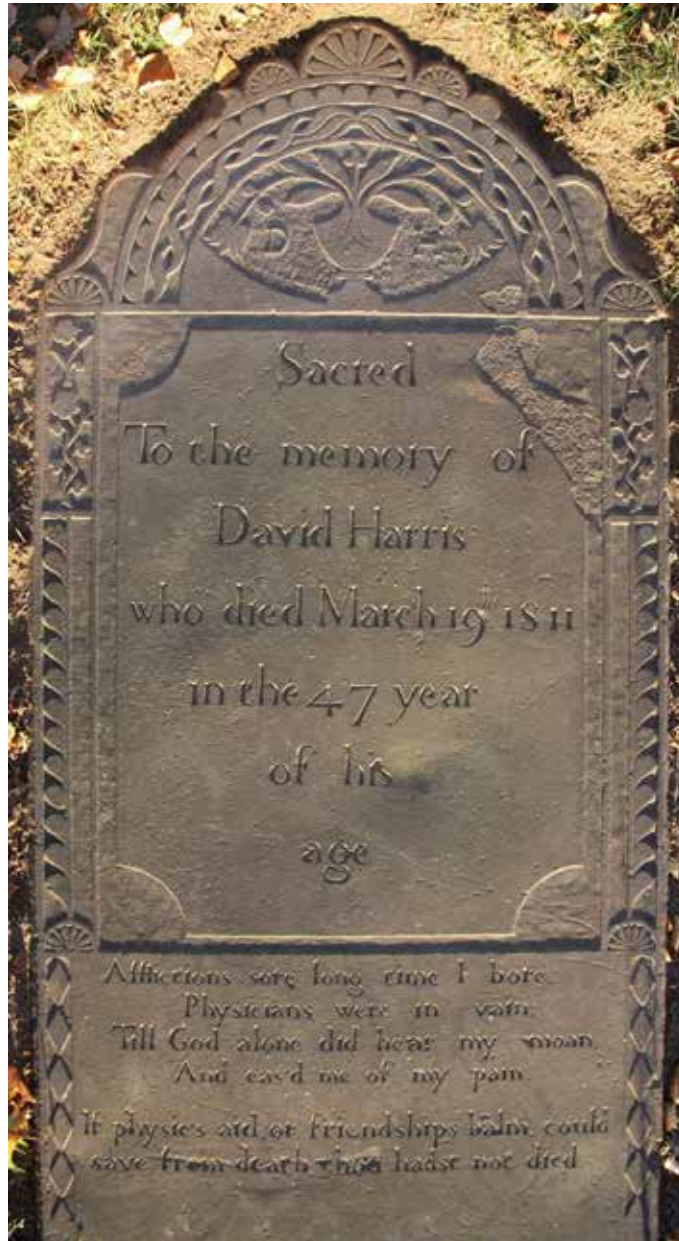 Sacred
To the memory of
David Harris
who died March 19th 1811
in the 47 year
of his
age
Afflictions sore long time I bore.
Physicians were in vain;
Till God alone did hear my moan,
And eas'd me of my pain.
If physic's aid, or friendships balm, could
save from death thou hadst not died